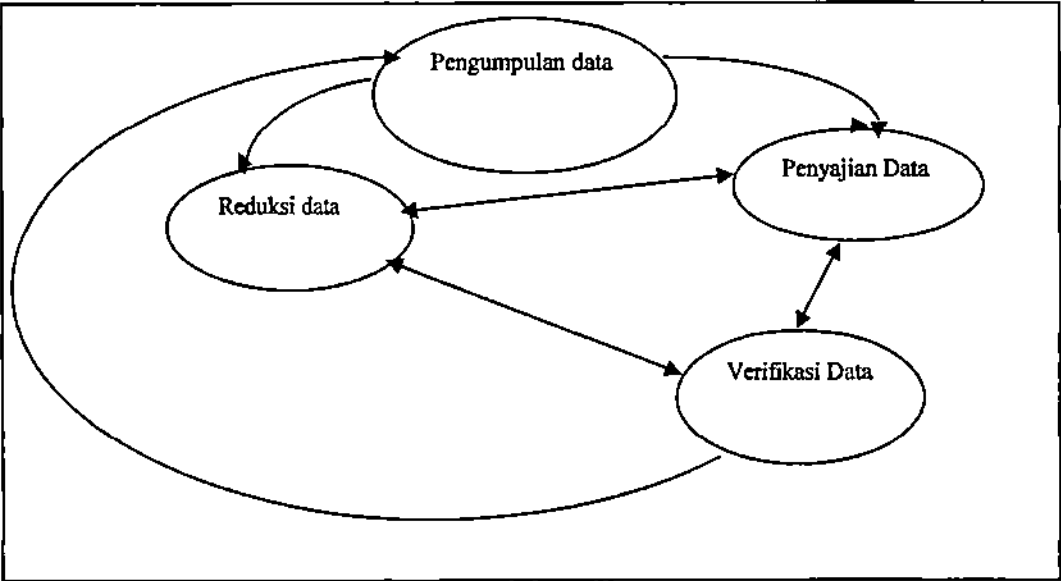 Pengumpulan data
Penyajian Data
Reduksi data
Verifikasi Data